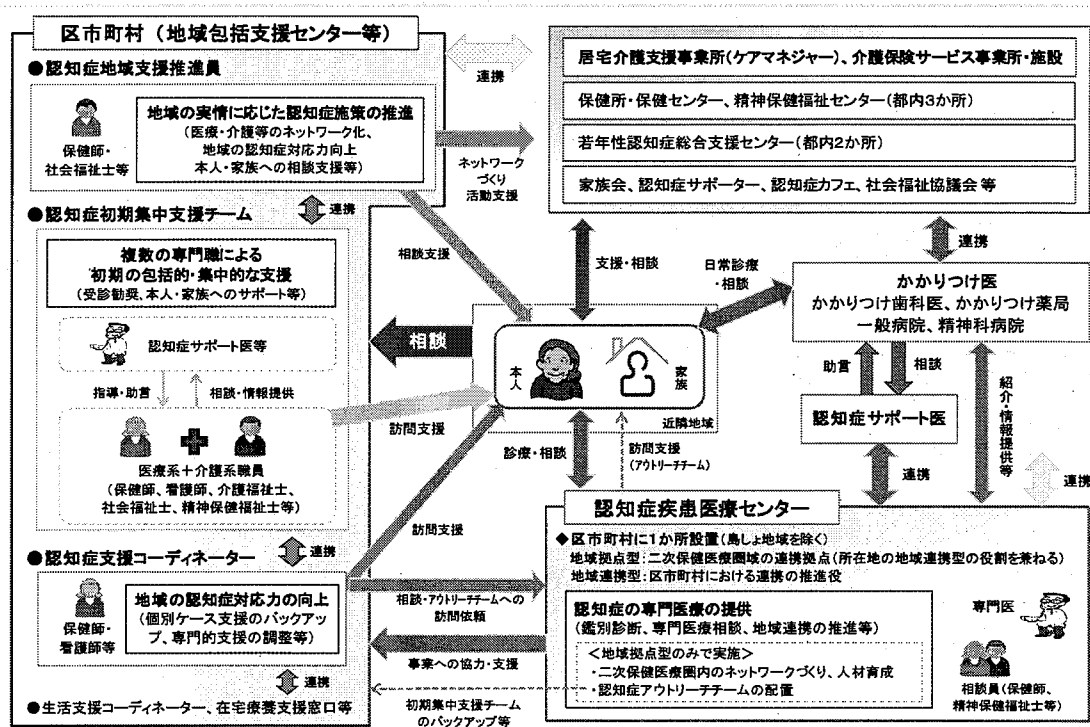 区市町村（地域包括支援センター等）
●認知症地域支援推進員
保健師・
社会福祉士等
地域の実情に応じた認知症施策の推進
（医療・介護等のネットワーク化、
地域の認知症対応力向上
本人・家族への相談支援等）
連携
●認知症初期集中支援チーム
複数の専門職による
初期の包括的・集中的な支援
（受診勧奨、本人・家族へのサポート等）
認知症サポート医等
指導・助言
相談・情報提供
医療系＋介護系職員
（保健師、看護師、介護福祉士、
社会福祉士、精神保健福祉士等）
連携
●認知症支援コーディネーター
保健師・
看護師等
地域の認知症対応力の向上
（個別ケース支援のバックアッ
プ、専門的支援の調整等）
連携
●生活支援コーディネーター、在宅療養支援窓口等
連携
ネットワーク
づくり
活動支援
居宅介護支援事業所（ケアマネジャー）、介護保険サービス事業所・施設
保健所・保健センター、精神保健福祉センター（都内3か所）
若年性認知症総合支援センター（都内2か所）
家族会、認知症サポーター、認知症カフェ、社会福祉協議会 等
相談支援
支援・相談
日常診療
・相談
連携
かかりつけ医
かかりつけ歯科医、かかりつけ薬局
一般病院、精神科病院
相談
本人
家族
近隣地域
助言
相談
紹介・情報提供等
認知症サポート医
訪問支援
診療・相談
訪問支援
（アウトリーチチーム）
連携
連携
訪問支援
認知症疾患医療センター
◆区市町村に1か所設置（島しょ地域を除く）
地域拠点型：二次保健医療圏域の連携拠点（所在地の地域連携型の役割を兼ねる）
地域連携型：区市町村における連携の推進役
認知症の専門医療の提供
（鑑別診断、専門医療相談、地域連携の推進等）
＜地域拠点型のみで実施＞
・二次保健医療圏内のネットワークづくり、人材育成
・認知症アウトリーチチームの配置
専門医
相談員（保健師、
精神保健福祉士等）
相談・アウトリーチチームへの
訪問依頼
事業への協力・支援
初期集中支援チーム
のバックアップ等